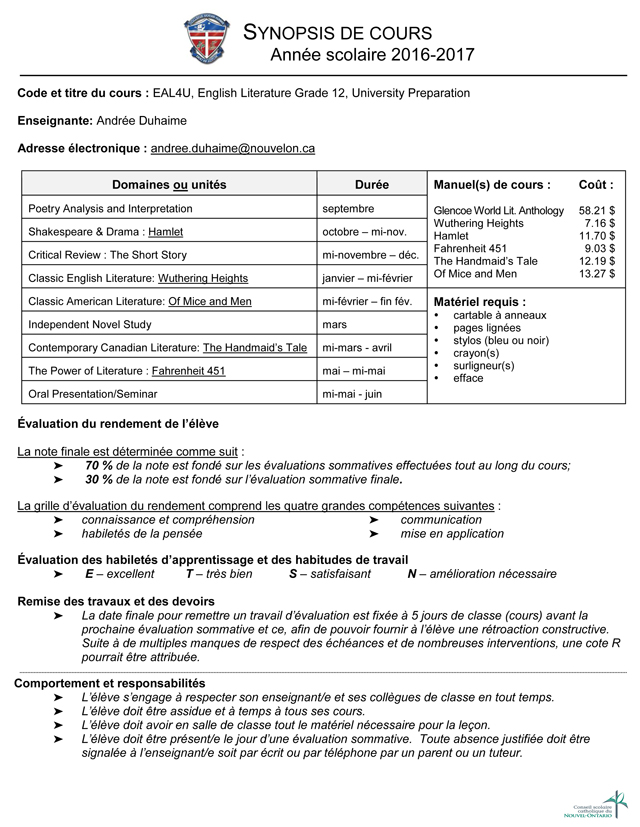 SYNOPSIS DE COURS
Année scolaire 2016-2017
Code et titre du cours : EAL4U, English Literature Grade 12, University Preparation
Enseignante: Andrée Duhaime
Adresse électronique : andree.duhaime@nouvelon.ca
Domaines ou unités Durée
Poetry Analysis and Interpretation septembre
Shakespeare & Drama : Hamlet octobre – mi-nov.
Critical Review : The Short Story mi-novembre – déc.
Classic English Literature: Wuthering Heights janvier – mi-février
Classic American Literature: Of Mice and Men mi-février – fin fév.
Independent Novel Study mars
Contemporary Canadian Literature: The Handmaid's Tale mi-mars - avril
The Power of Literature : Fahrenheit 451 mai – mi-mai
Oral Presentation/Seminar mi-mai - juin
Manuel(s) de cours : Coût :
Glencoe World Lit. Anthology 58.21 $
Wuthering Heights 7.16 $
Hamlet 11.70 $
Fahrenheit 451 9.03 $
The Handmaid's Tale 12.19 $
Of Mice and Men 13.27 $
Matériel requis :
• cartable à anneaux
• pages lignées
• stylos (bleu ou noir)
• crayon(s)
• surligneur(s)
• efface
Évaluation du rendement de l'élève
La note finale est déterminée comme suit :
➤ 70 % de la note est fondé sur les évaluations sommatives effectuées tout au long du cours;
➤ 30 % de la note est fondé sur l'évaluation sommative finale.
La grille d'évaluation du rendement comprend les quatre grandes compétences suivantes :
➤ connaissance et compréhension ➤ communication
➤ habiletés de la pensée ➤ mise en application
Évaluation des habiletés d'apprentissage et des habitudes de travail
➤ E – excellent T – très bien S – satisfaisant N – amélioration nécessaire
Remise des travaux et des devoirs
➤ La date finale pour remettre un travail d'évaluation est fixée à 5 jours de classe (cours) avant la
prochaine évaluation sommative et ce, afin de pouvoir fournir à l'élève une rétroaction constructive.
Suite à de multiples manques de respect des échéances et de nombreuses interventions, une cote R
pourrait être attribuée.
Comportement et responsabilités
➤ L'élève s'engage à respecter son enseignant/e et ses collègues de classe en tout temps.
➤ L'élève doit être assidue et à temps à tous ses cours.
➤ L'élève doit avoir en salle de classe tout le matériel nécessaire pour la leçon.
➤ L'élève doit être présent/e le jour d'une évaluation sommative. Toute absence justifiée doit être
signalée à l'enseignant/e soit par écrit ou par téléphone par un parent ou un tuteur.
Conseil scolaire
catholique du
NOUVEL-ONTARIO